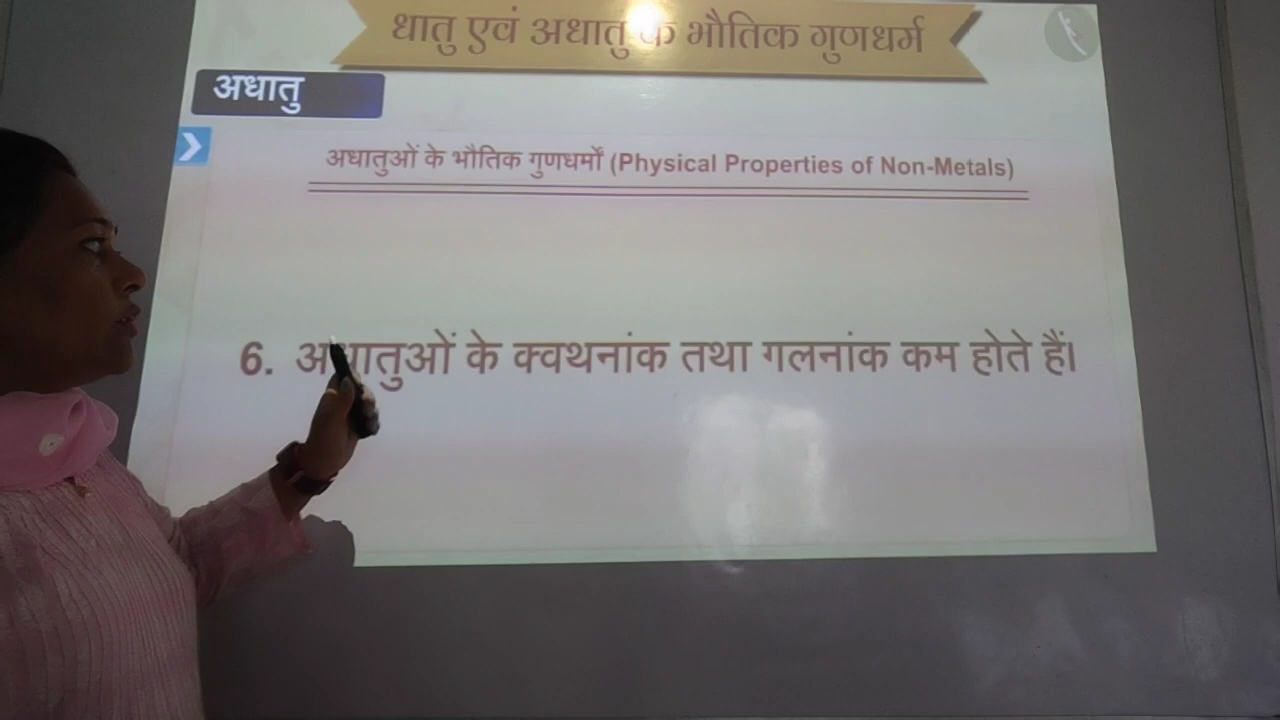 धातु एवं अधातु के भौतिक गुणधर्म
अधातु
अधातुओं के भौतिक गुणधर्मों (Physical Properties of Non-Metals)
6. अधातुओं के क्वथनांक तथा गलनांक कम होते हैं।